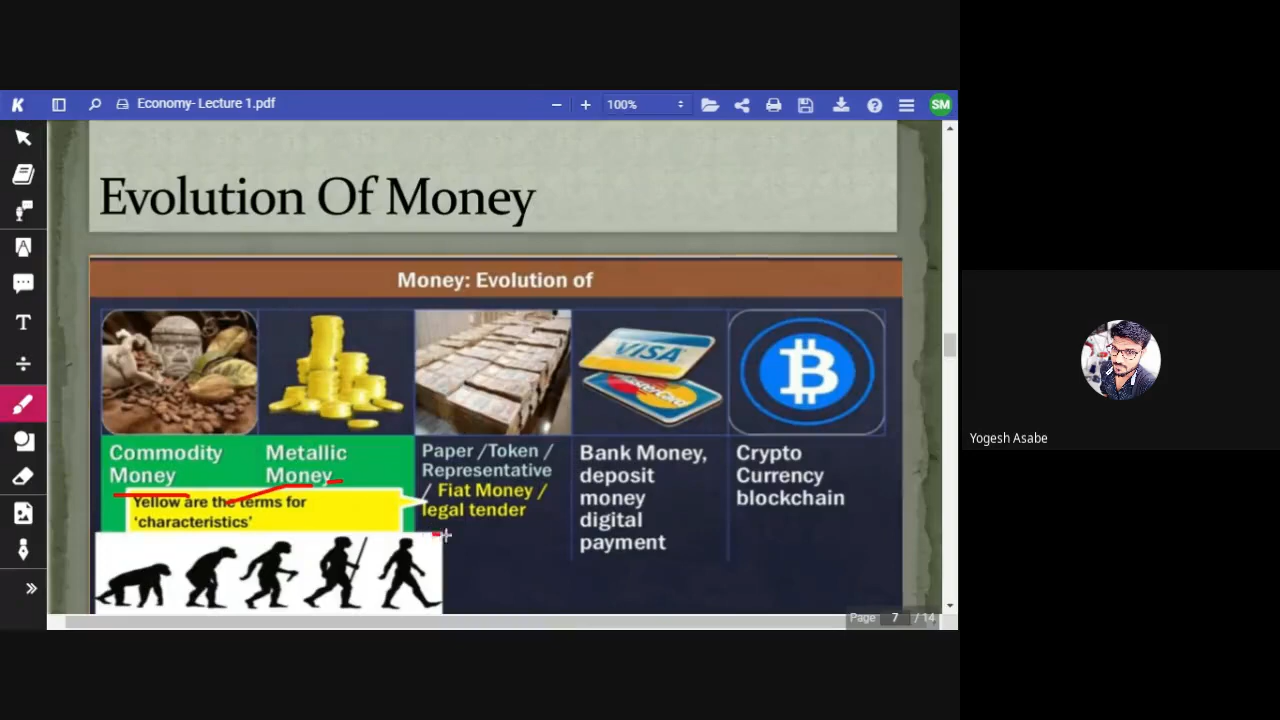 Economy- Lecture 1.pdf
100%
SM
Evolution Of Money
Money: Evolution of
VISA
MasterCard
Commodity
Money
Metallic
Money
Paper /Token /
Representative
/ Fiat Money /
legal tender
Bank Money,
deposit
money
digital
payment
Crypto
Currency
blockchain
Yellow are the terms for
'characteristics'
Page 7 / 14
Yogesh Asabe